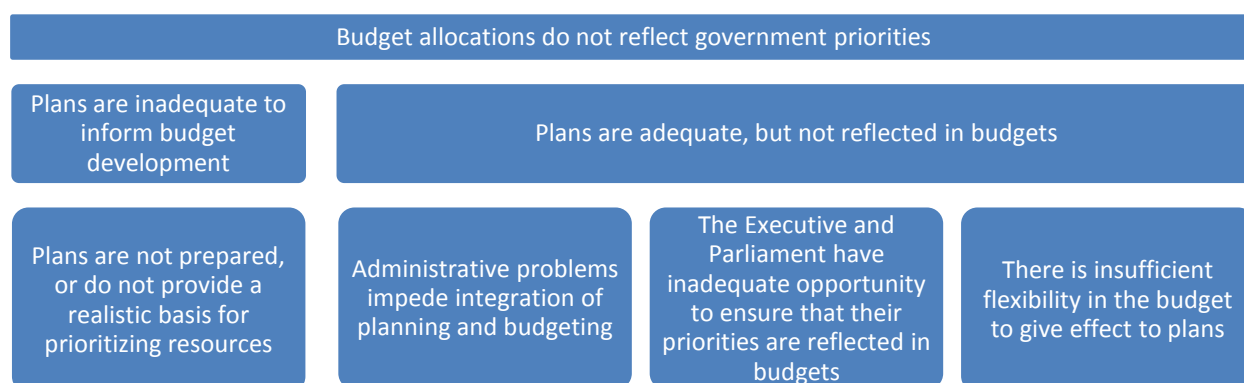 Budget allocations do not reflect government priorities
Plans are inadequate to
inform budget
development
Plans are adequate, but not reflected in budgets
Plans are not prepared,
or do not provide a
realistic basis for
prioritizing resources
Administrative problems
impede integration of
planning and budgeting
The Executive and
Parliament have
inadequate opportunity
to ensure that their
priorities are reflected in
budgets
There is insufficient
flexibility in the budget
to give effect to plans